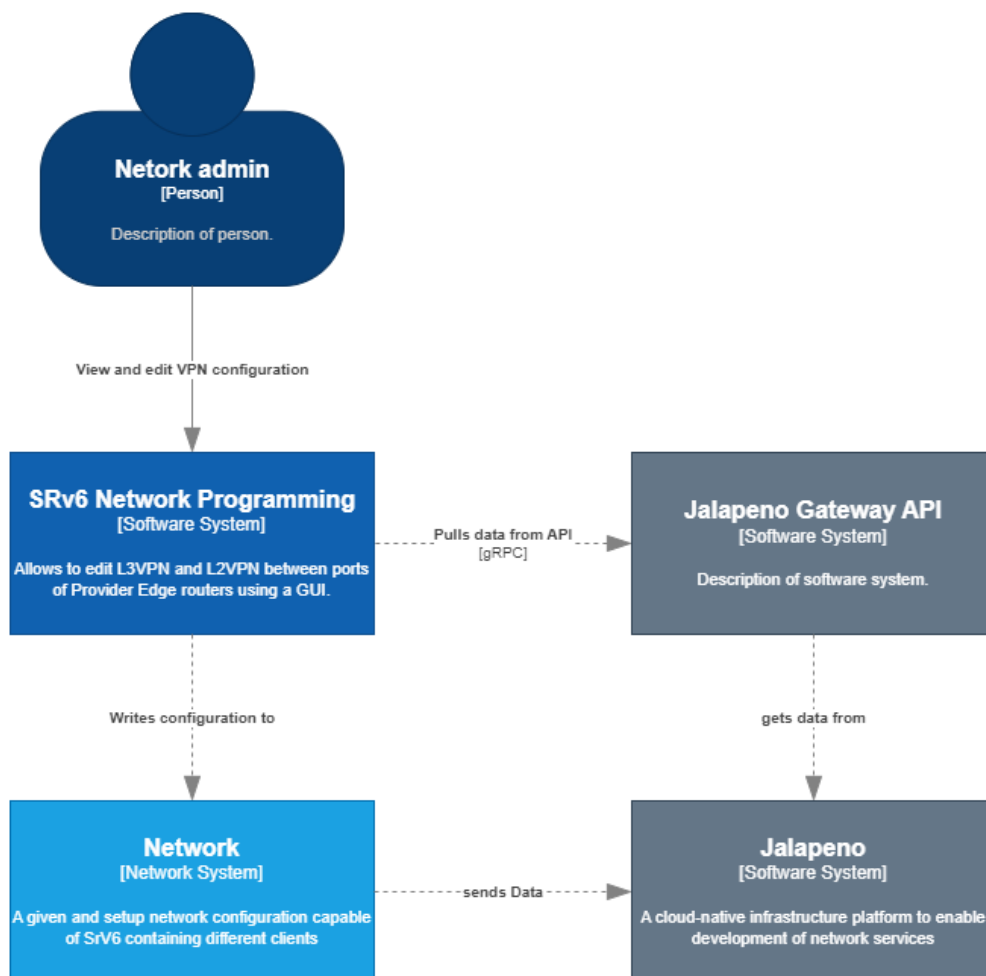 Netork admin
[Person]
Description of person.
View and edit VPN configuration
SRv6 Network Programming
[Software System]
Allows to edit L3VPN and L2VPN between ports
of Provider Edge routers using a GUI.
Pulls data from API
[gRPC]
Jalapeno Gateway API
[Software System]
Description of software system.
Writes configuration to
gets data from
Network
[Network System]
A given and setup network configuration capable
of SrV6 containing different clients
sends Data
Jalapeno
[Software System]
A cloud-native infrastructure platform to enable
development of network services